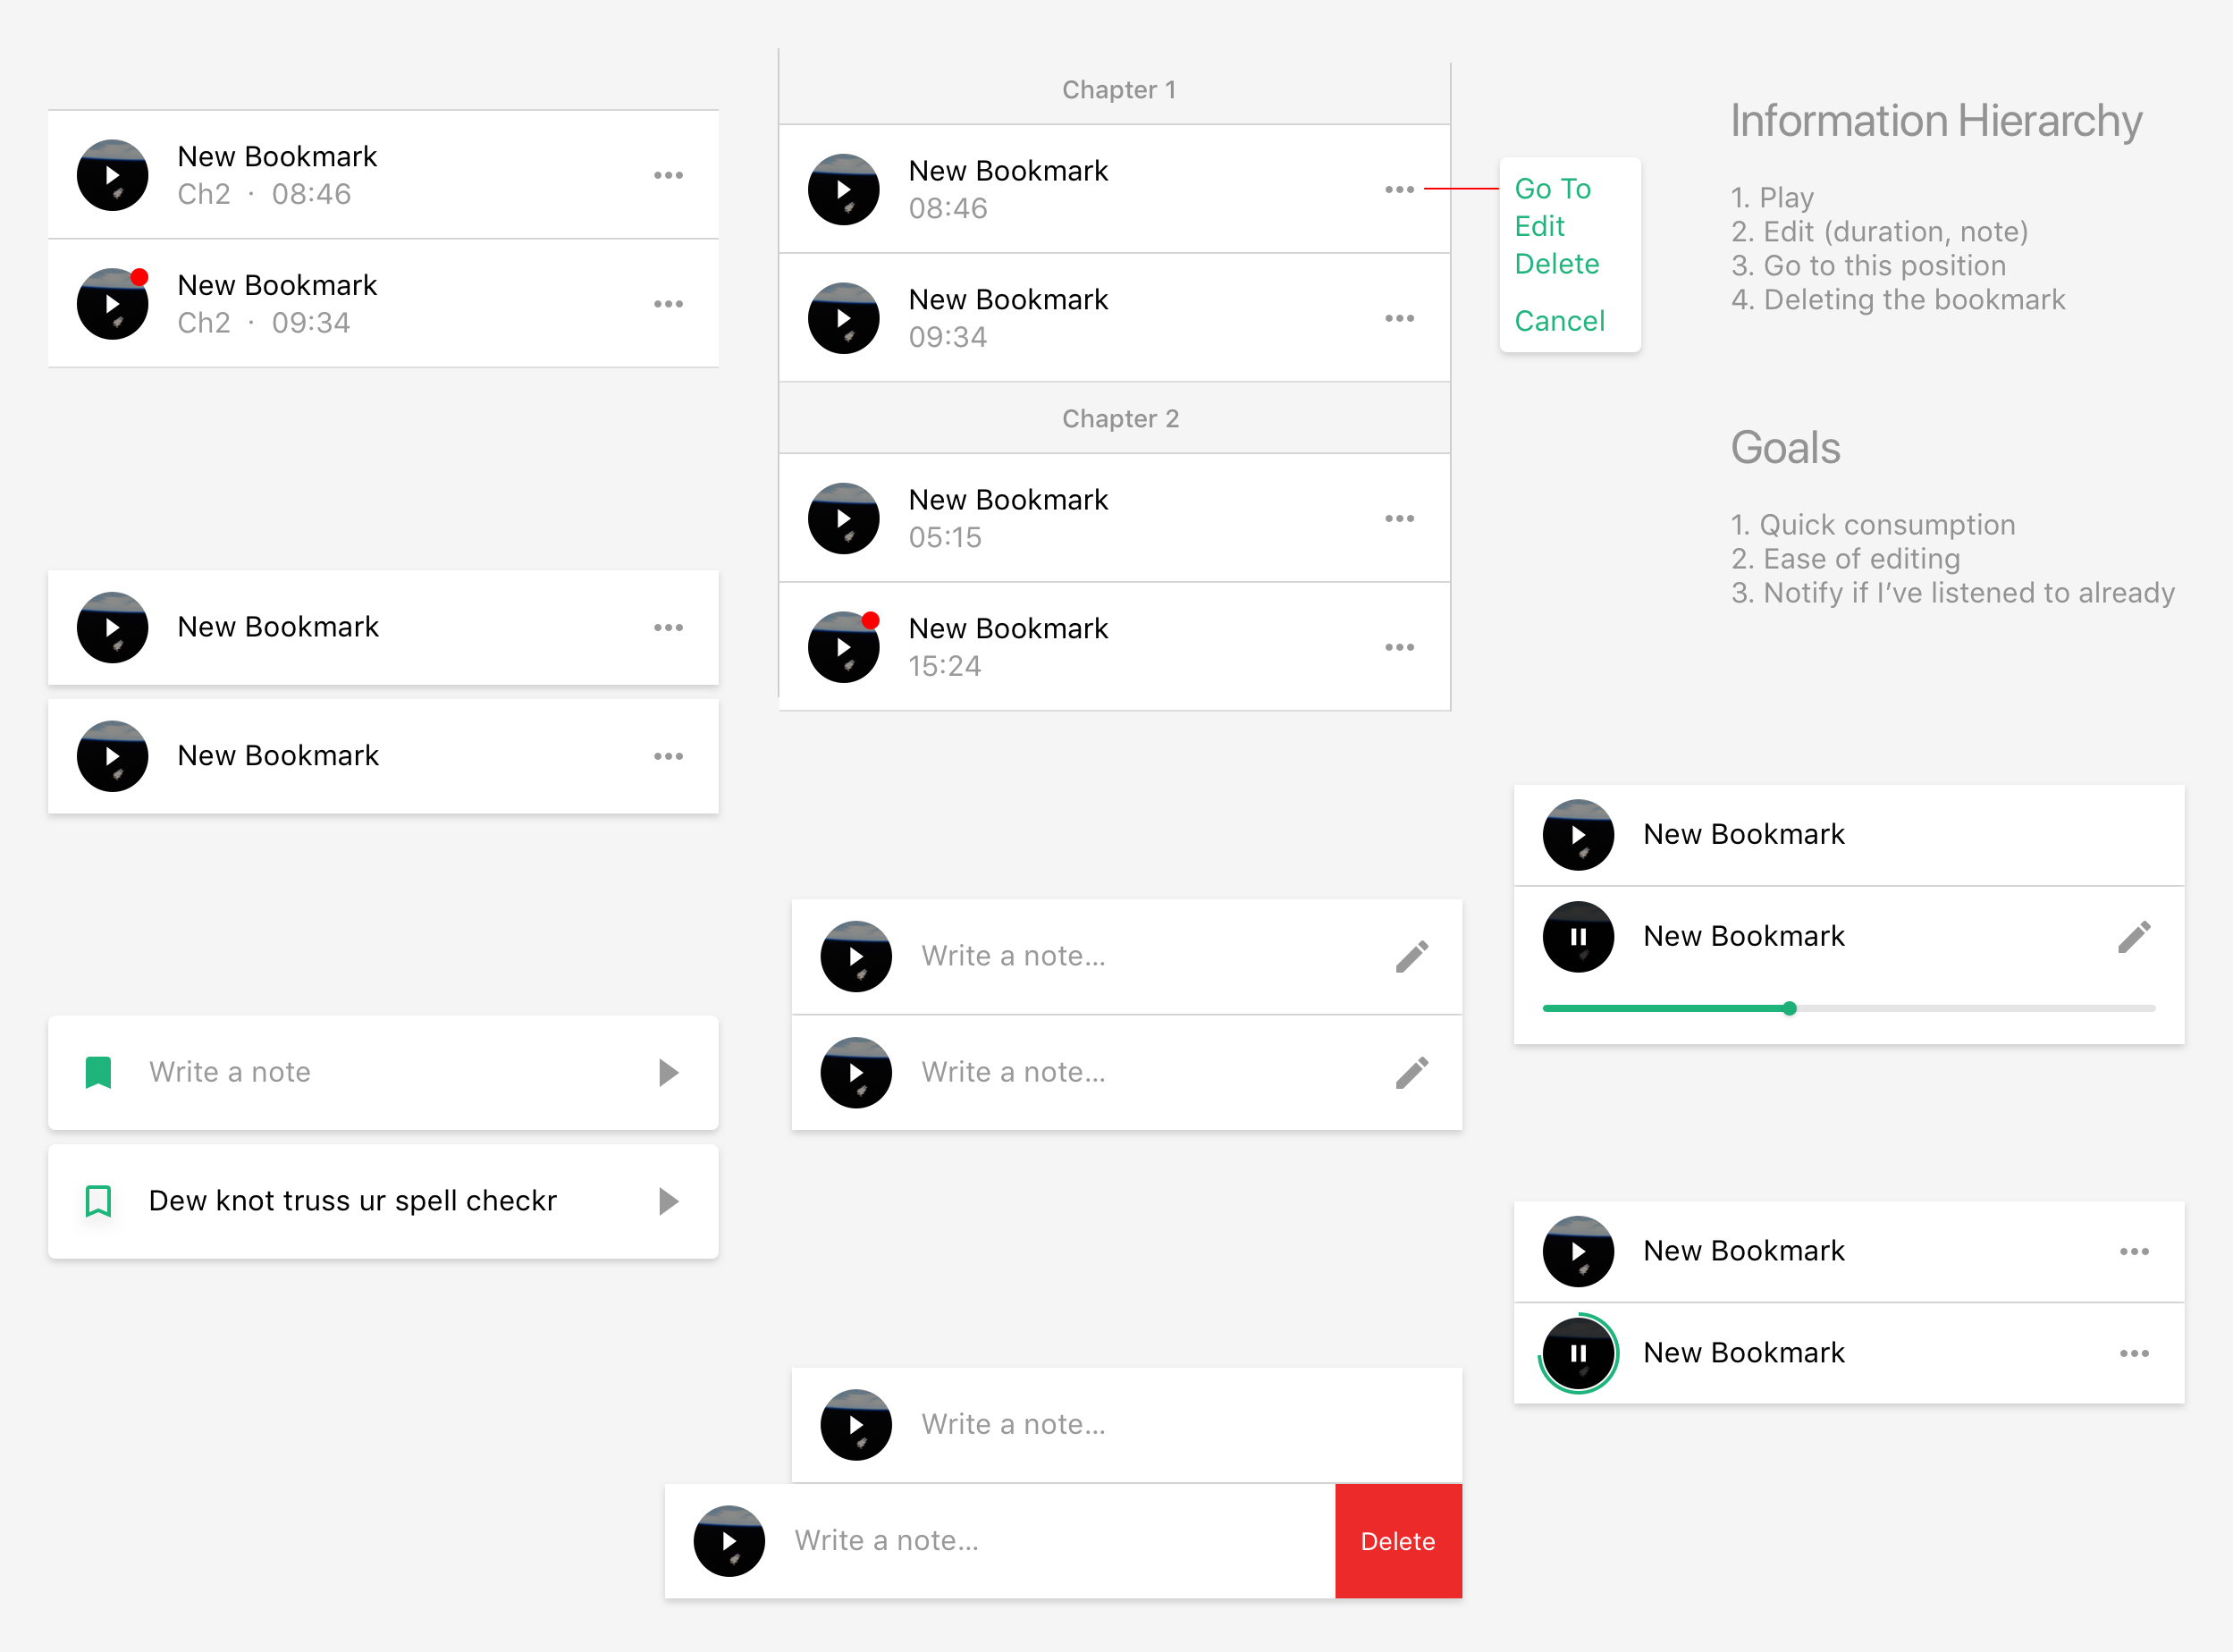 New Bookmark
Ch2 · 08:46
New Bookmark
Ch2 · 09:34
New Bookmark
New Bookmark
Write a note
Dew knot truss ur spell checkr
Chapter 1
New Bookmark
08:46
New Bookmark
09:34
Chapter 2
New Bookmark
05:15
New Bookmark
15:24
Go To
Edit
Delete
Cancel
Write a note...
Write a note...
Write a note...
Write a note...
Delete
Information Hierarchy
1. Play
2. Edit (duration, note)
3. Go to this position
4. Deleting the bookmark
Goals
1. Quick consumption
2. Ease of editing
3. Notify if I’ve listened to already
New Bookmark
New Bookmark
New Bookmark
New Bookmark